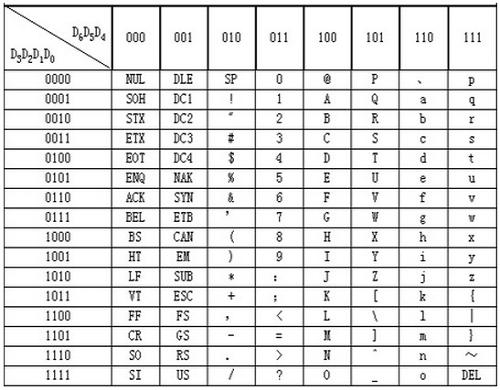 D₆D₅D₄ 000 001 010 011 100 101 110 111
D₃D₂D₁D₀
0000 NUL DLE SP 0 @ P 、 p
0001 SOH DC1 ! 1 A Q a q
0010 STX DC2 ″ 2 B R b r
0011 ETX DC3 # 3 C S c s
0100 EOT DC4 $ 4 D T d t
0101 ENQ NAK % 5 E U e u
0110 ACK SYN & 6 F V f v
0111 BEL ETB ’ 7 G W g w
1000 BS CAN ( 8 H X h x
1001 HT EM ) 9 I Y i y
1010 LF SUB * : J Z j z
1011 VT ESC + ; K [ k {
1100 FF FS , < L \ l |
1101 CR GS - = M ] m }
1110 SO RS . > N ^ n ～
1111 SI US / ? O _ o DEL